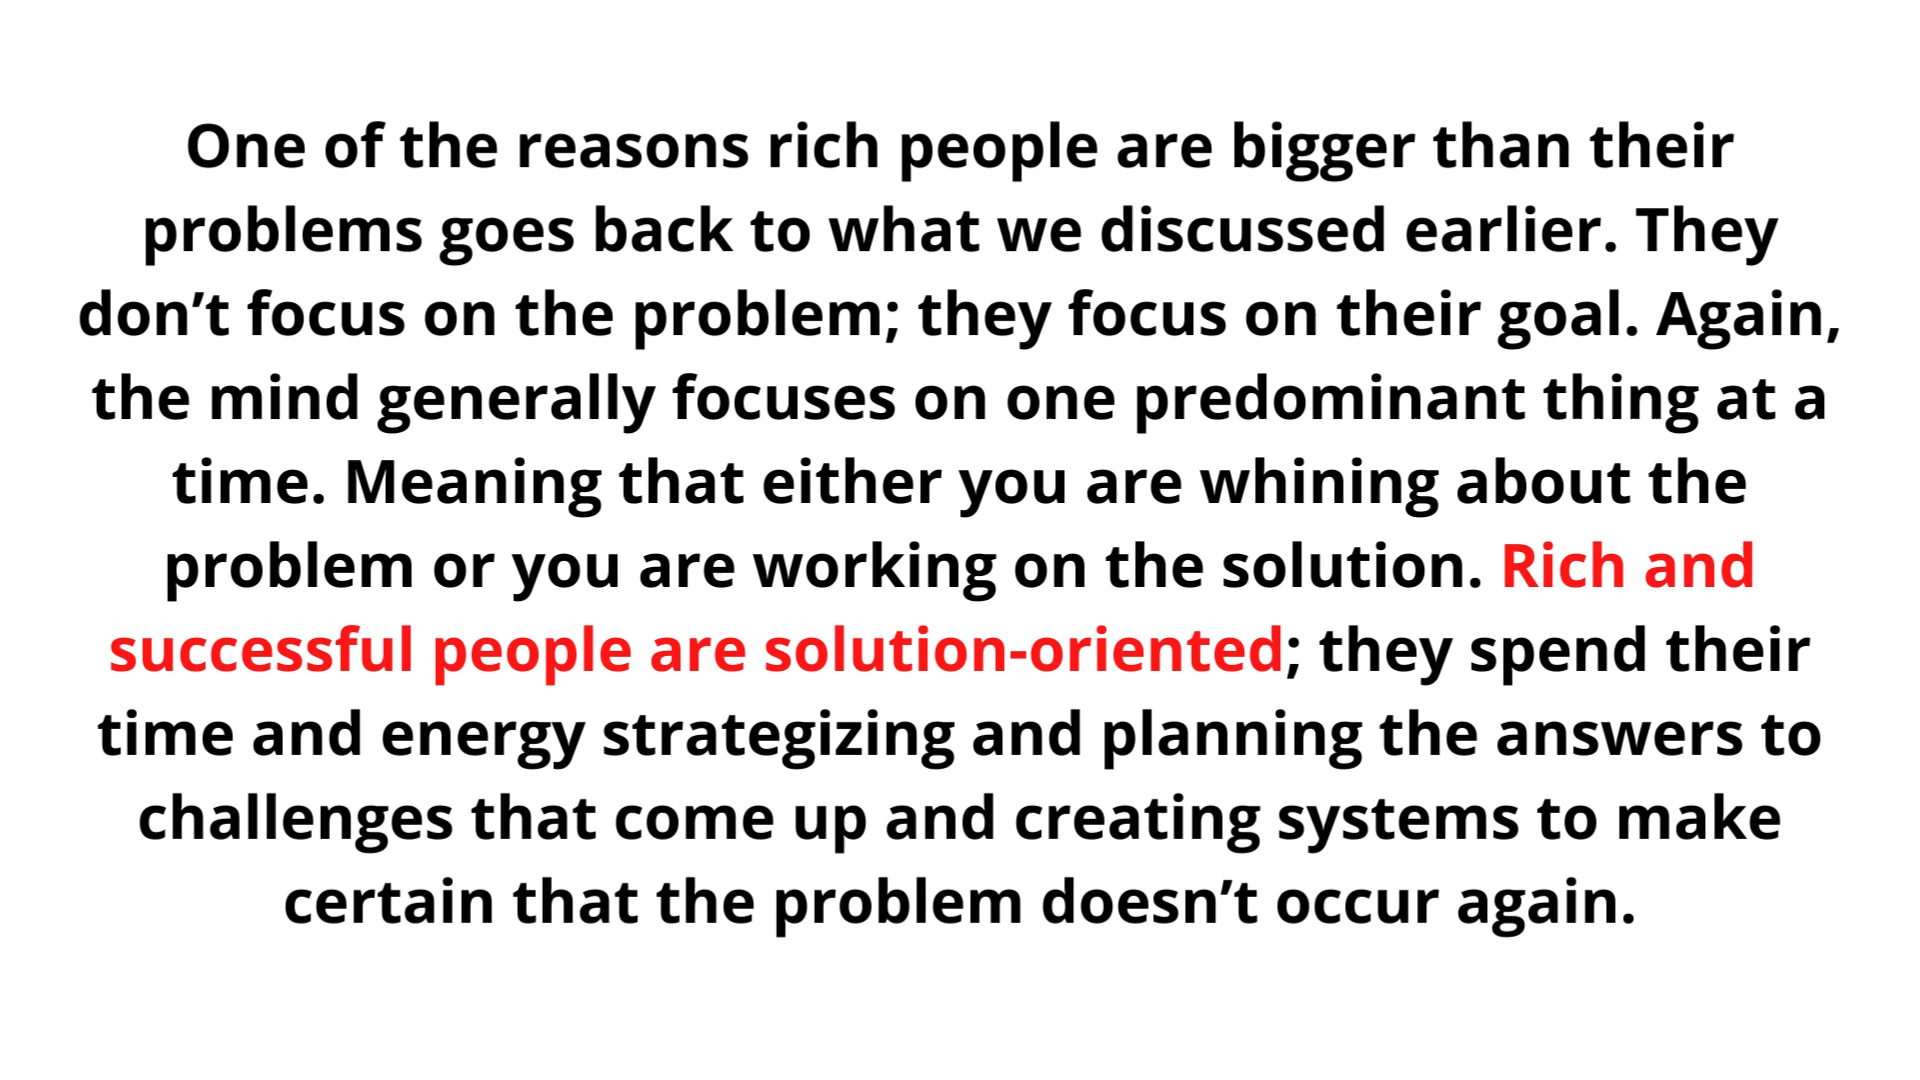 One of the reasons rich people are bigger than their
problems goes back to what we discussed earlier. They
don’t focus on the problem; they focus on their goal. Again,
the mind generally focuses on one predominant thing at a
time. Meaning that either you are whining about the
problem or you are working on the solution. Rich and
successful people are solution-oriented; they spend their
time and energy strategizing and planning the answers to
challenges that come up and creating systems to make
certain that the problem doesn’t occur again.